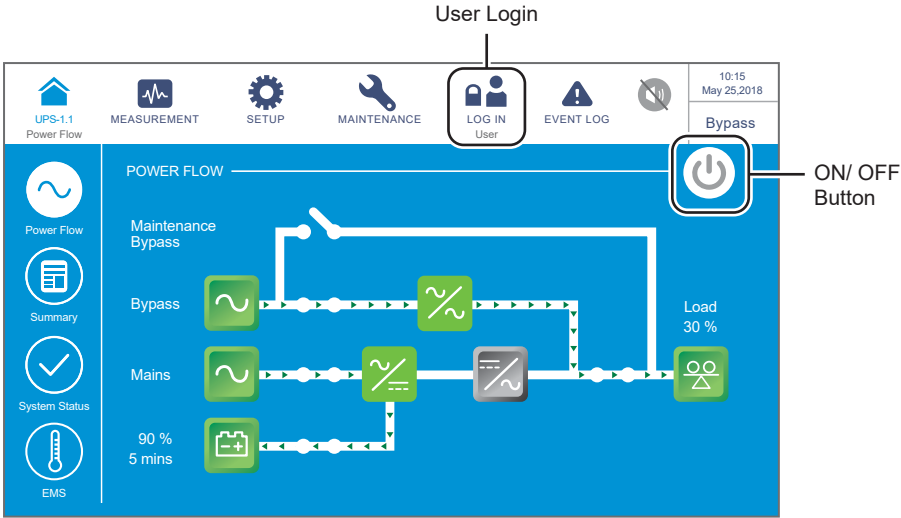 User Login
UPS-1.1
Power Flow
MEASUREMENT
SETUP
MAINTENANCE
LOG IN
User
EVENT LOG
10:15
May 25,2018
Bypass
ON/ OFF
Button
POWER FLOW
Power Flow
Summary
System Status
EMS
Maintenance
Bypass
Bypass
Mains
90 %
5 mins
Load
30 %